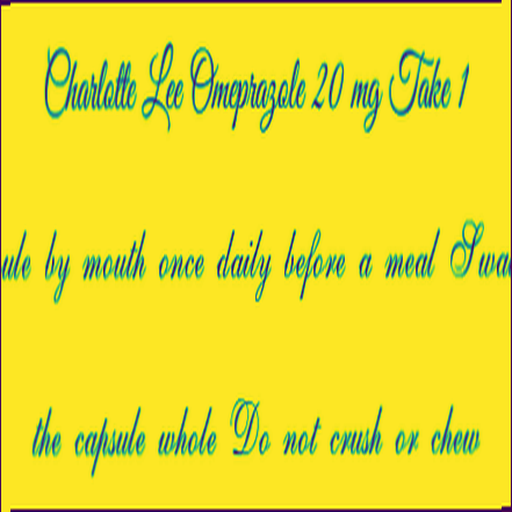 Charlotte Lee Omeprazole 20 mg Take 1
ule by mouth once daily before a meal Swa
the capsule whole Do not crush or chew